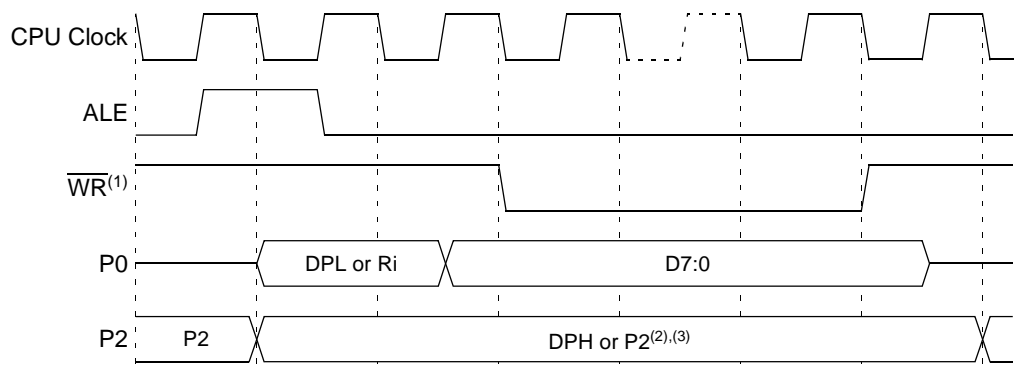 CPU Clock
ALE
WR(1)
P0 DPL or Ri D7:0
P2 P2 DPH or P2(2),(3)